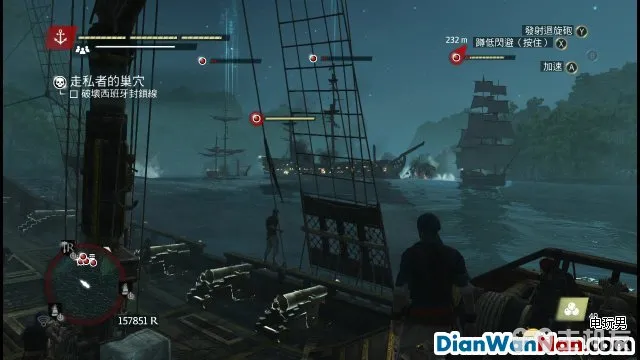 232 m
發射迴旋砲 Y
蹲低閃避（按住） X
加速 A
走私者的巢穴
破壞西班牙封鎖線
R
157851 R
电玩男
DianWanNan.com